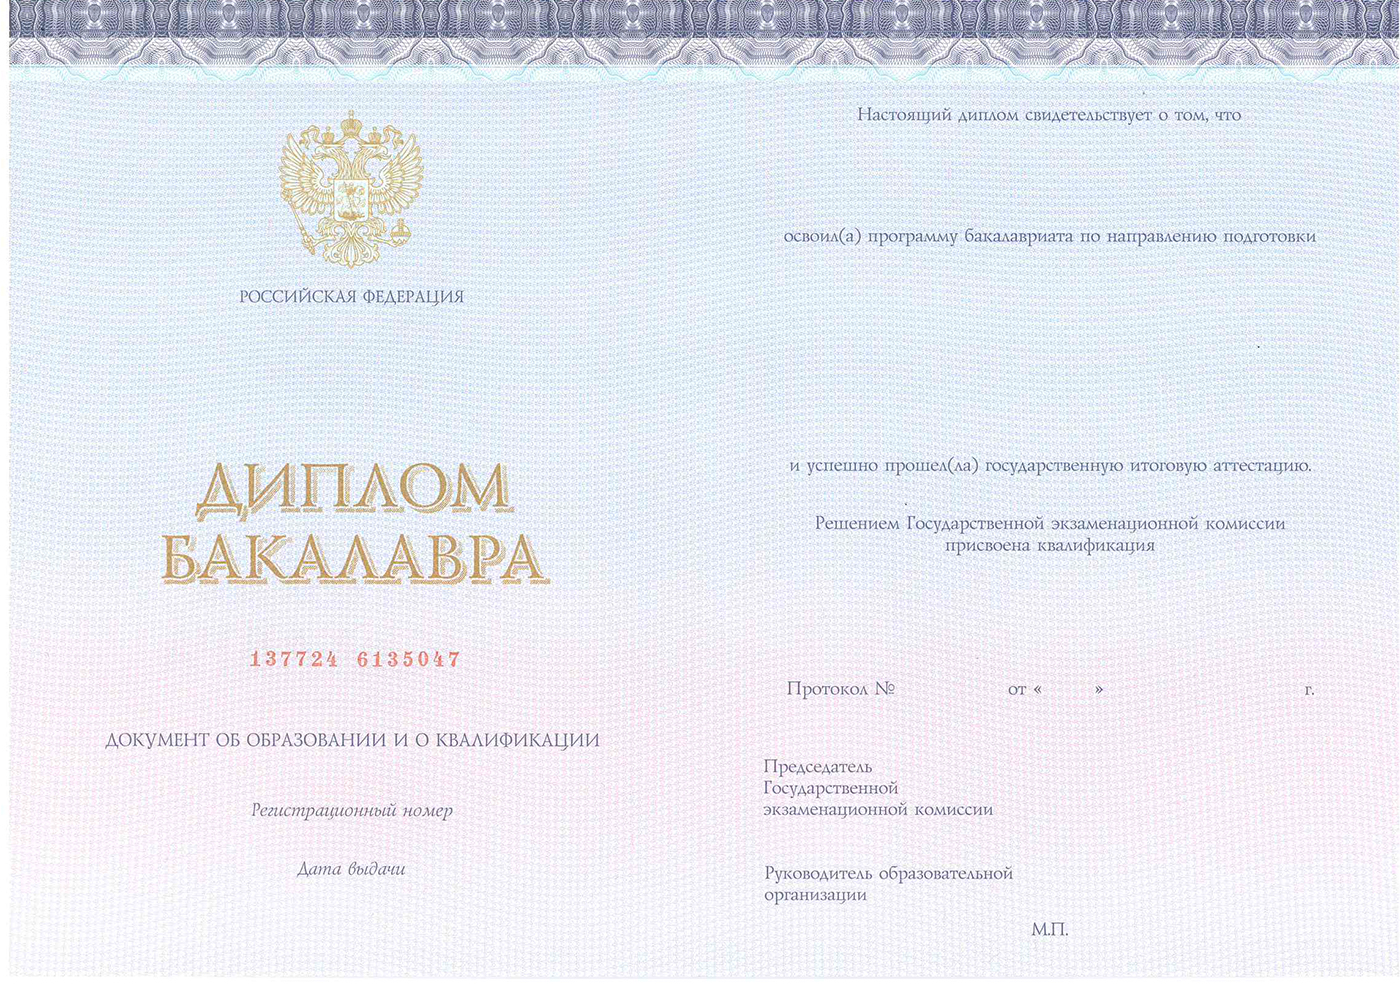 РОССИЙСКАЯ ФЕДЕРАЦИЯ
ДИПЛОМ
БАКАЛАВРА
137724 6135047
ДОКУМЕНТ ОБ ОБРАЗОВАНИИ И О КВАЛИФИКАЦИИ
Регистрационный номер
Дата выдачи
Настоящий диплом свидетельствует о том, что
освоил(а) программу бакалавриата по направлению подготовки
и успешно прошел(ла) государственную итоговую аттестацию.
Решением Государственной экзаменационной комиссии
присвоена квалификация
Протокол № от « » г.
Председатель
Государственной
экзаменационной комиссии
Руководитель образовательной
организации
М.П.